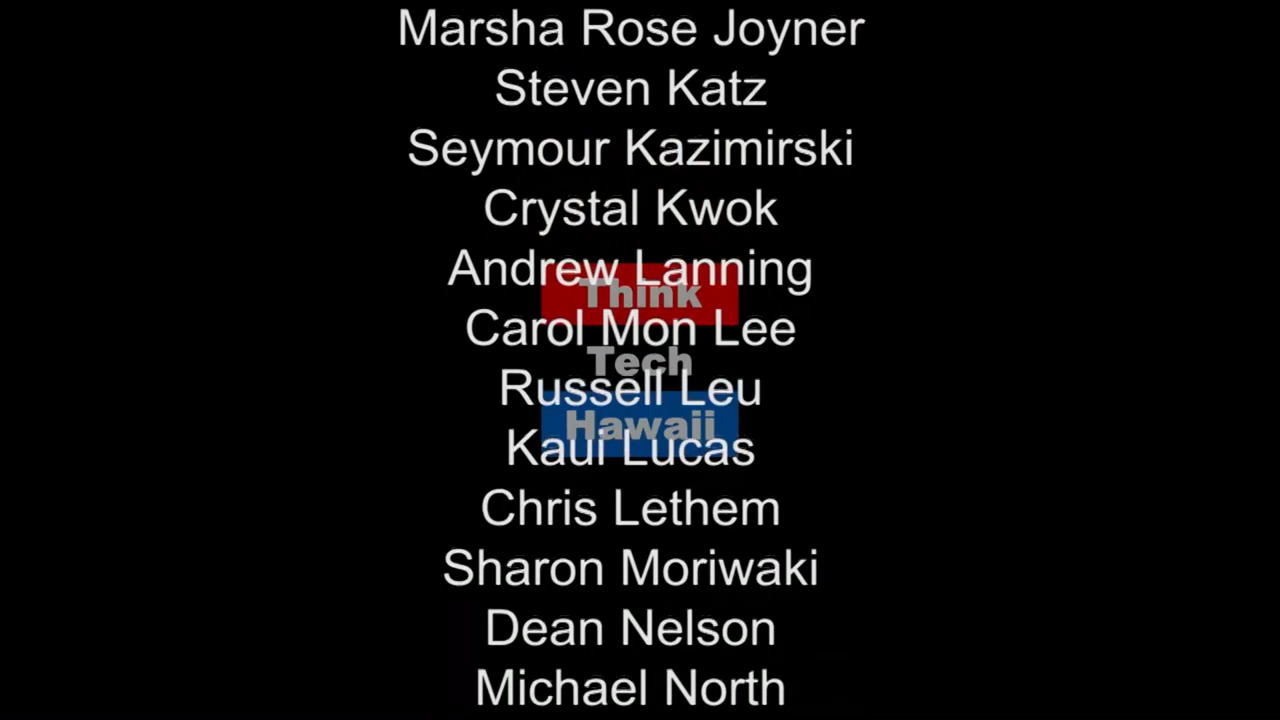 Marsha Rose Joyner
Steven Katz
Seymour Kazimirski
Crystal Kwok
Andrew Lanning
Think
Carol Mon Lee
Tech
Russell Leu
Hawaii
Kaui Lucas
Chris Lethem
Sharon Moriwaki
Dean Nelson
Michael North